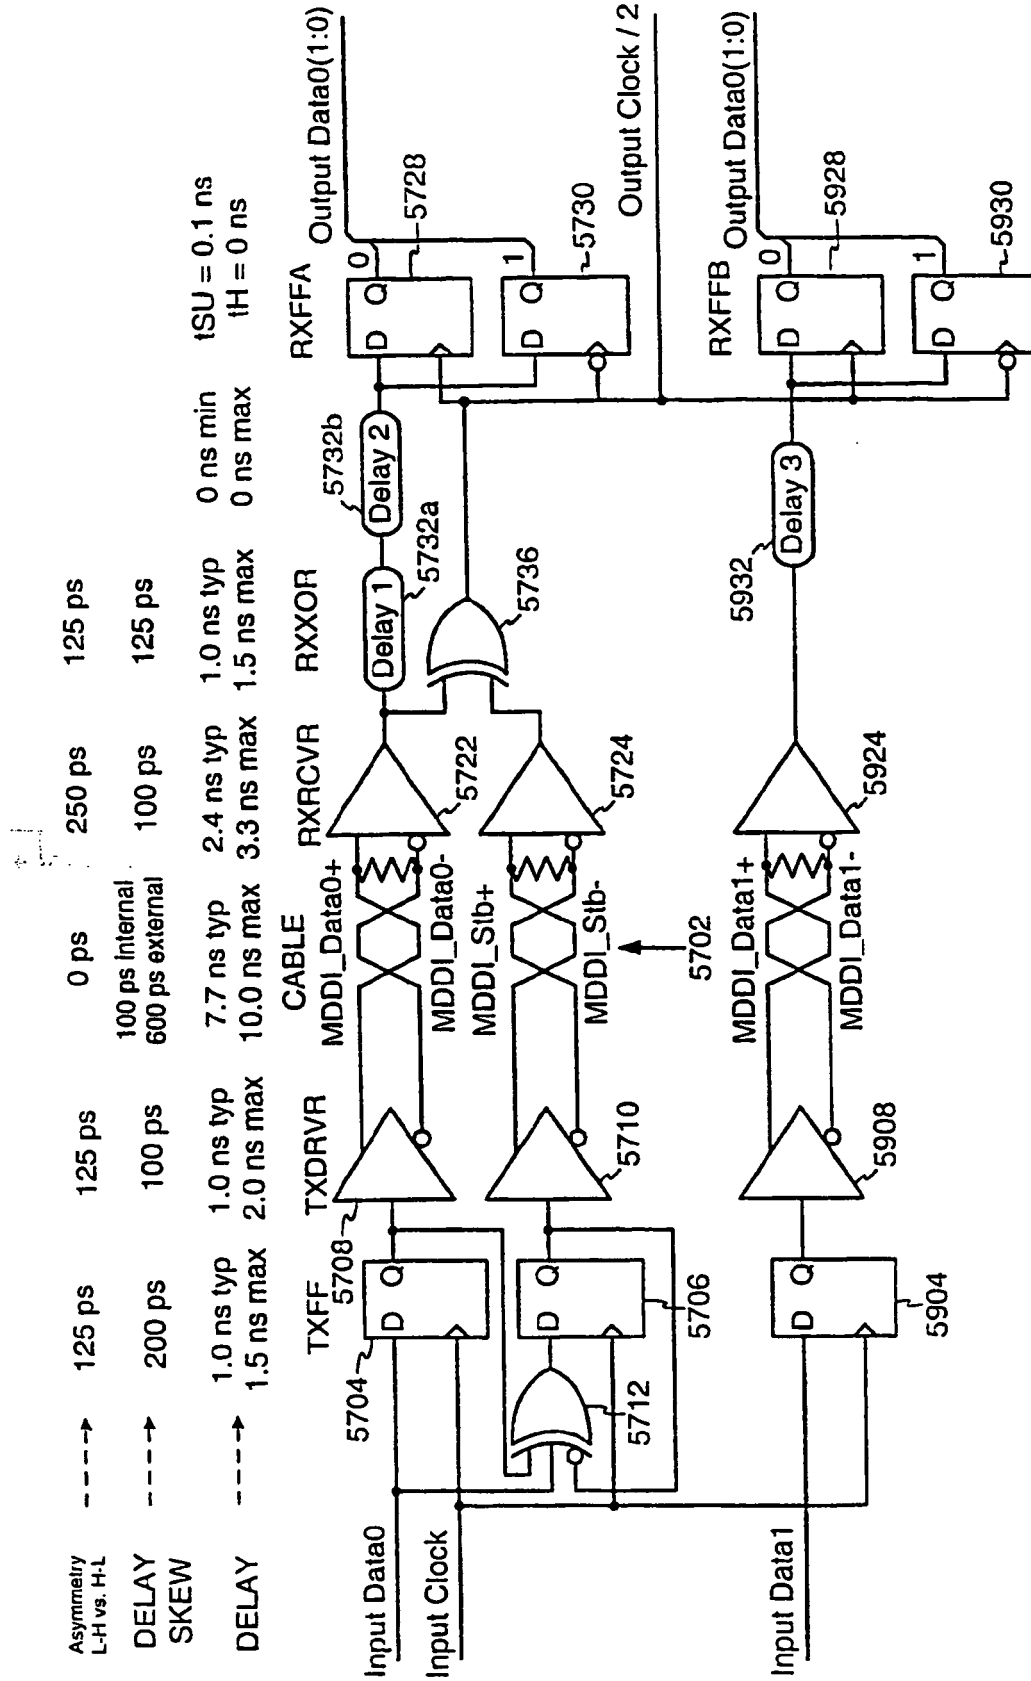 Asymmetry L-H vs. H-L 125 ps 125 ps 0 ps 250 ps 125 ps
DELAY SKEW 200 ps 100 ps 100 ps Internal 600 ps external 100 ps 125 ps
DELAY 1.0 ns typ 1.0 ns typ 7.7 ns typ 2.4 ns typ 1.0 ns typ 0 ns min tSU = 0.1 ns
1.5 ns max 2.0 ns max 10.0 ns max 3.3 ns max 1.5 ns max 0 ns max tH = 0 ns
TXFF TXDRVR CABLE RXRCVR RXXOR RXFFA
Output Data0(1:0)
5704 5708 MDDI_Data0+ 5732b
D Q Delay 1 Delay 2 D Q 0
5732a 5728
Input Data0 MDDI_Data0- 5722
Input Clock
MDDI_Stb+ 5736 D Q 1
D Q 5730
5712 5710 MDDI_Stb- 5724
Output Clock / 2
5706 5702
RXFFB
Output Data0(1:0)
MDDI_Data1+ 5932
Input Data1 D Q Delay 3 D Q 0
5928
MDDI_Data1-
5904 5908 5924
D Q 1
5930